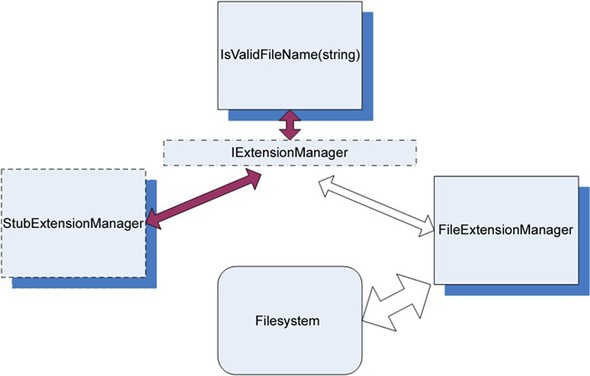 IsValidFileName(string)
IExtensionManager
StubExtensionManager
FileExtensionManager
Filesystem